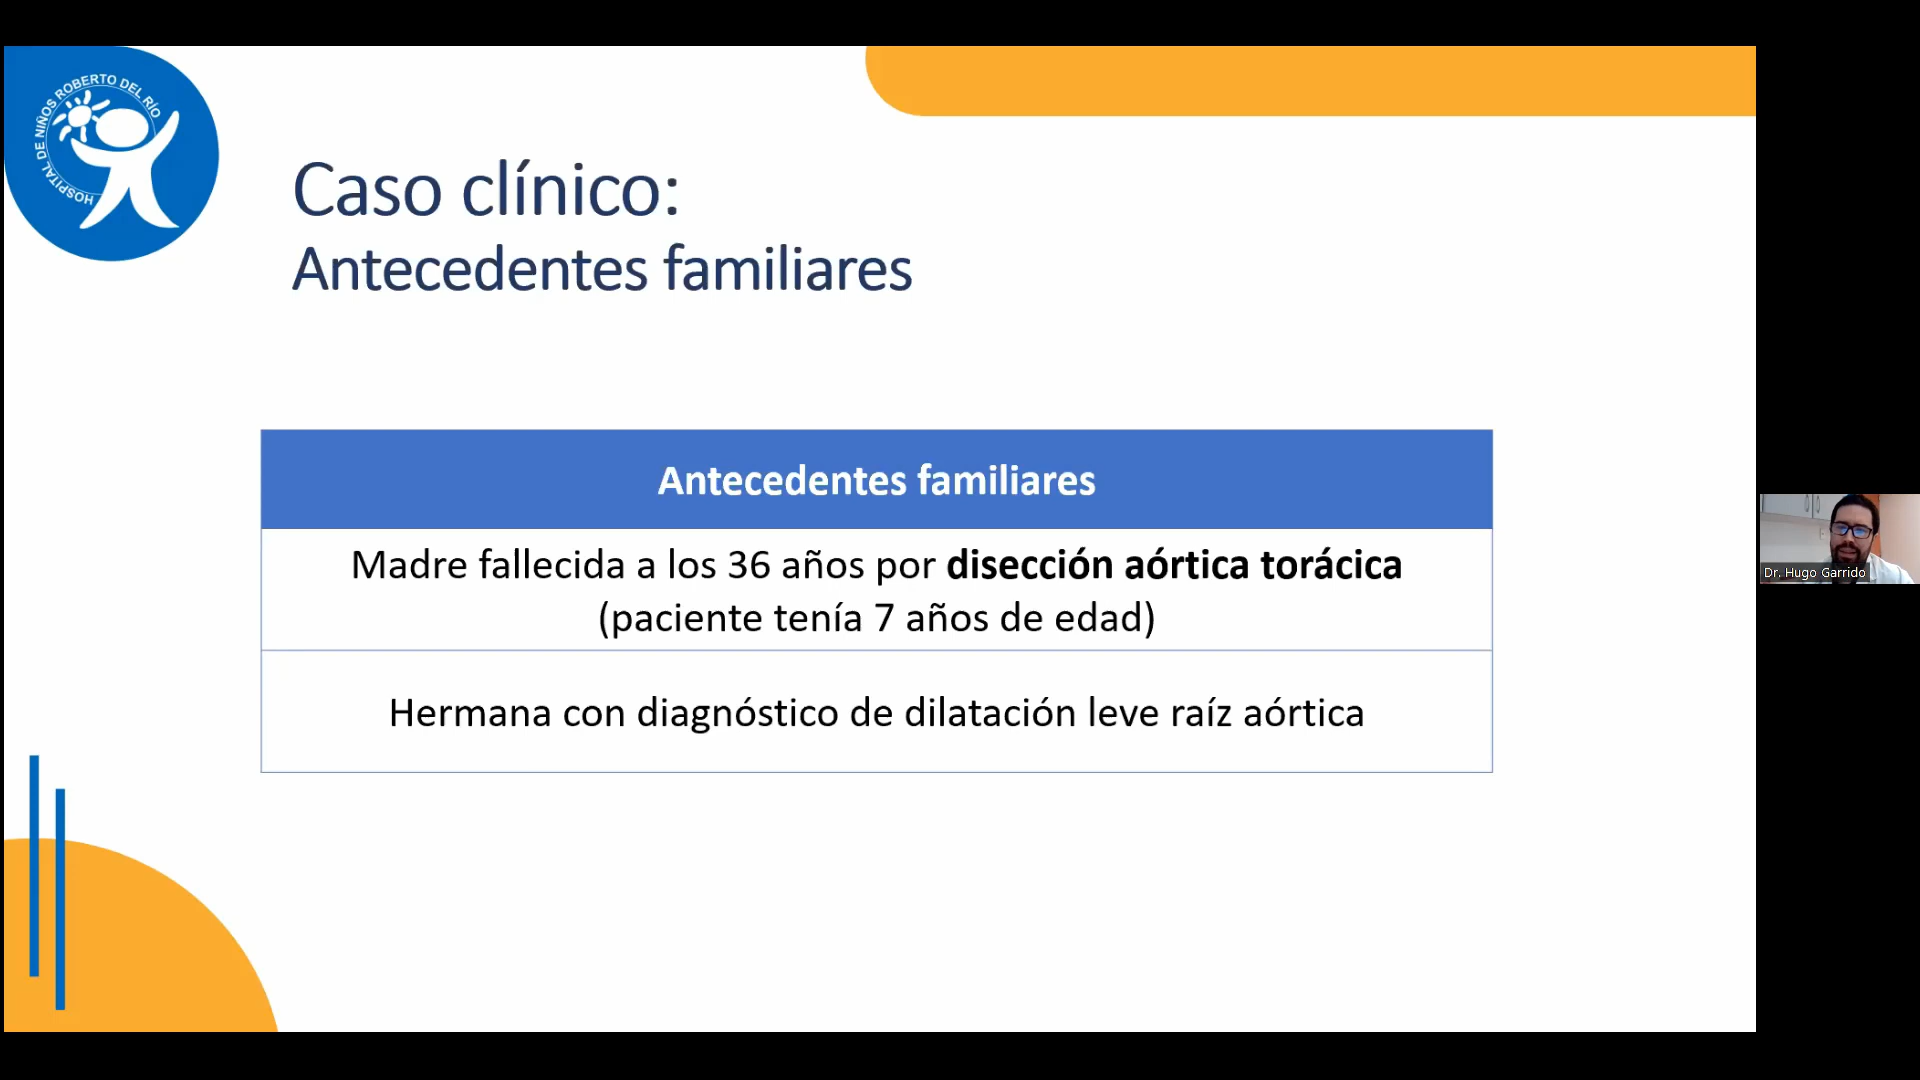 HOSPITAL DE NIÑOS ROBERTO DEL RÍO
Caso clínico:
Antecedentes familiares
Antecedentes familiares
Madre fallecida a los 36 años por disección aórtica torácica
(paciente tenía 7 años de edad)
Hermana con diagnóstico de dilatación leve raíz aórtica
Dr. Hugo Garrido